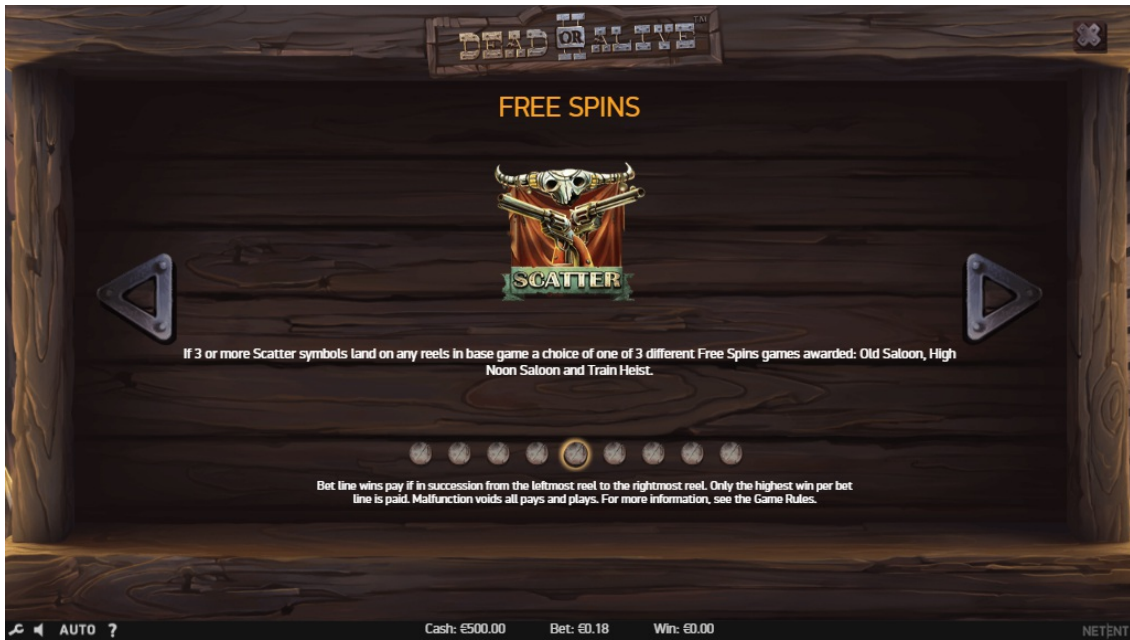 DEAD OR ALIVE™
II
FREE SPINS
SCATTER
If 3 or more Scatter symbols land on any reels in base game a choice of one of 3 different Free Spins games awarded: Old Saloon, High
Noon Saloon and Train Heist.
Bet line wins pay if in succession from the leftmost reel to the rightmost reel. Only the highest win per bet
line is paid. Malfunction voids all pays and plays. For more information, see the Game Rules.
AUTO ? Cash: €500.00 Bet: €0.18 Win: €0.00 NETENT